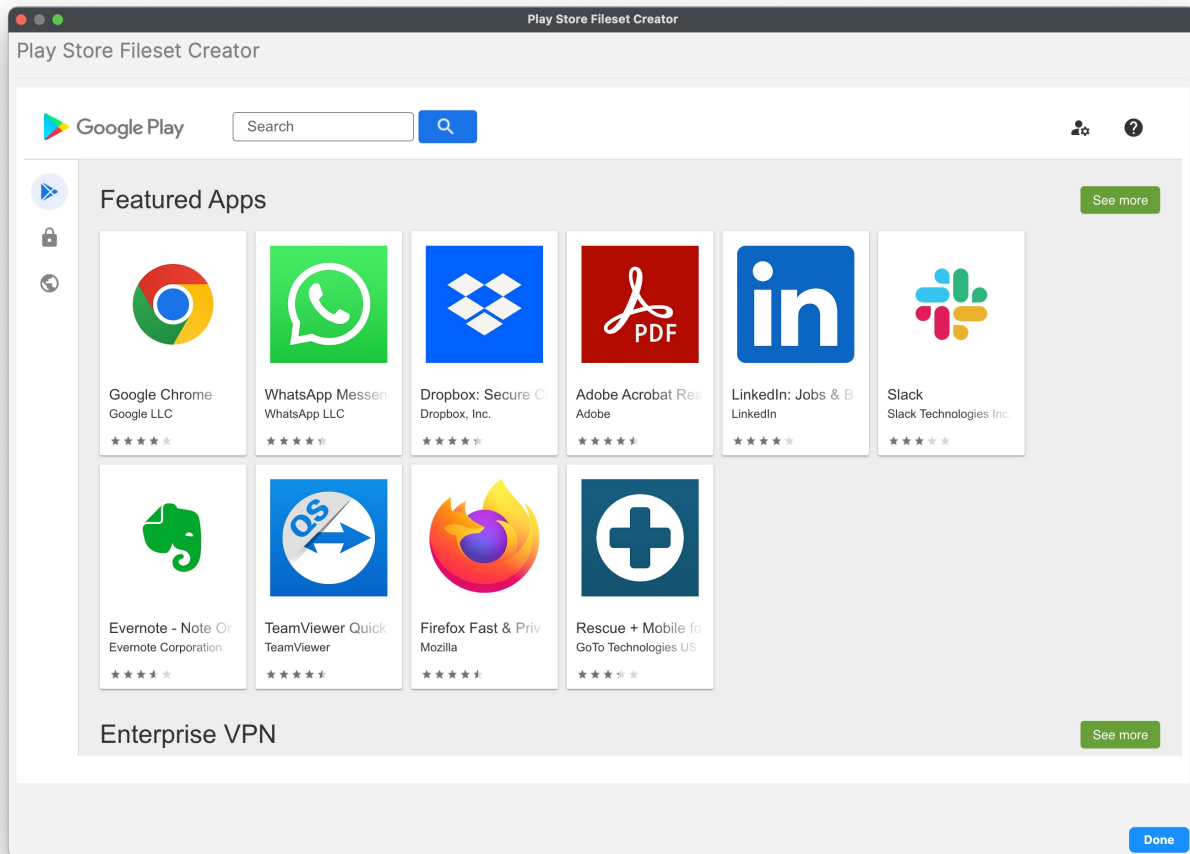 Play Store Fileset Creator
Play Store Fileset Creator
Google Play
Search
Featured Apps
See more
PDF
in
Google Chrome
Google LLC
WhatsApp Messen
WhatsApp LLC
Dropbox: Secure C
Dropbox, Inc.
Adobe Acrobat Rea
Adobe
LinkedIn: Jobs & B
LinkedIn
Slack
Slack Technologies Inc.
QS
Evernote - Note Or
Evernote Corporation
TeamViewer Quick
TeamViewer
Firefox Fast & Priv
Mozilla
Rescue + Mobile fo
GoTo Technologies US
Enterprise VPN
See more
Done